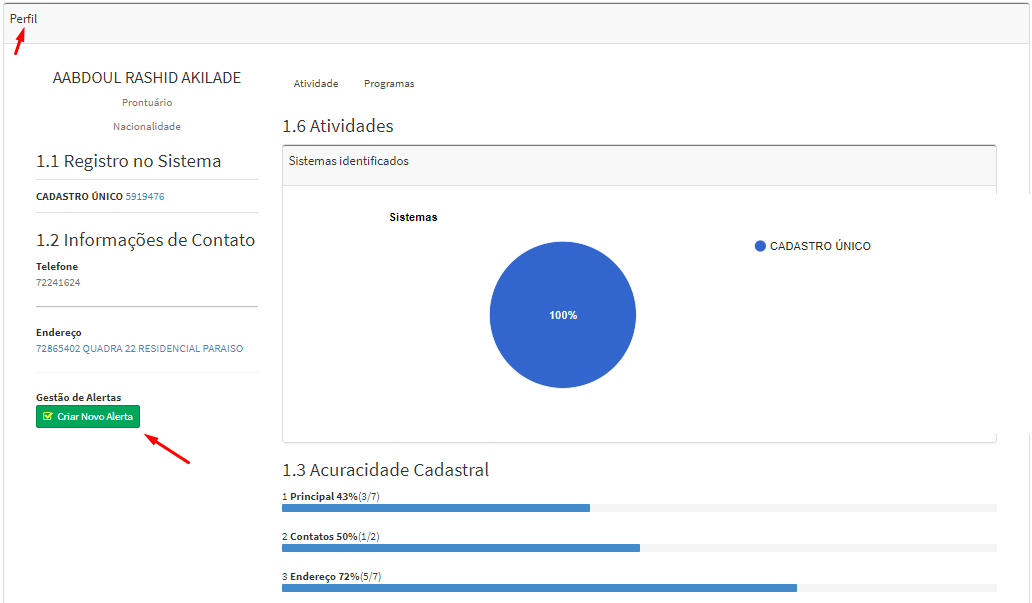 Perfil
AABDOUL RASHID AKILADE
Prontuário
Nacionalidade
1.1 Registro no Sistema
CADASTRO ÚNICO 5919476
1.2 Informações de Contato
Telefone
72241624
Endereço
72865402 QUADRA 22 RESIDENCIAL PARAISO
Gestão de Alertas
Criar Novo Alerta
Atividade Programas
1.6 Atividades
Sistemas identificados
Sistemas
CADASTRO ÚNICO
100%
1.3 Acuracidade Cadastral
1 Principal 43%(3/7)
2 Contatos 50%(1/2)
3 Endereço 72%(5/7)